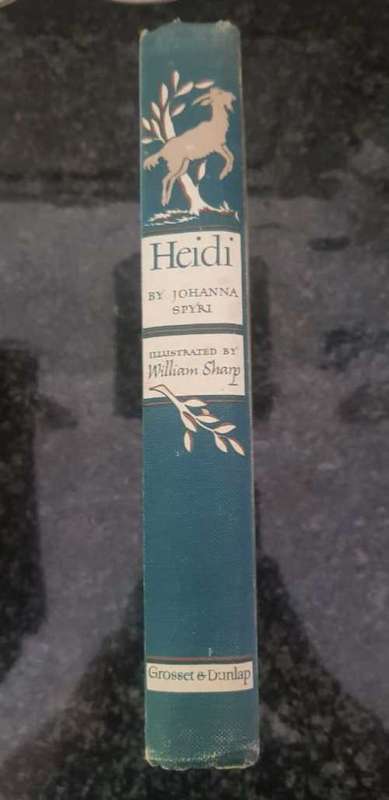 Heidi
BY JOHANNA
SPYRI
ILLUSTRATED BY
William Sharp
Grosset & Dunlap